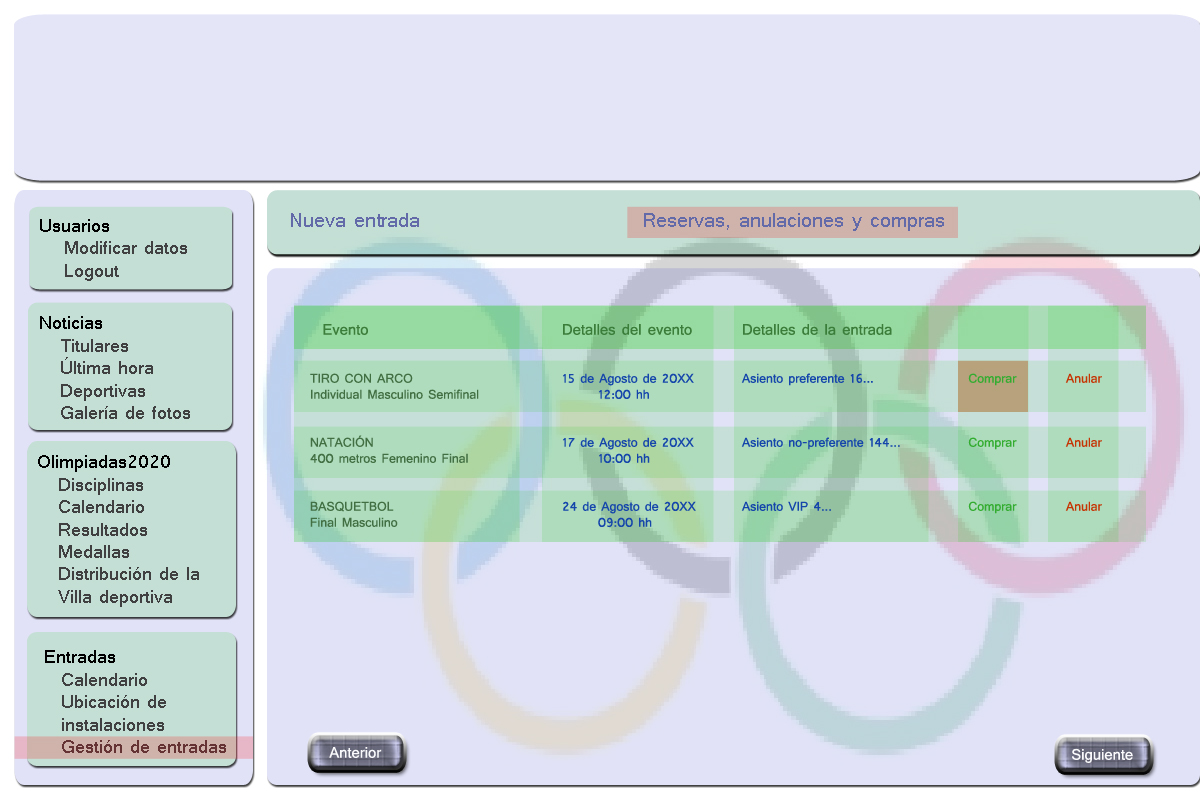 Usuarios
Modificar datos
Logout
Noticias
Titulares
Última hora
Deportivas
Galería de fotos
Olimpiadas2020
Disciplinas
Calendario
Resultados
Medallas
Distribución de la
Villa deportiva
Entradas
Calendario
Ubicación de
instalaciones
Gestión de entradas
Nueva entrada Reservas, anulaciones y compras
Evento Detalles del evento Detalles de la entrada
TIRO CON ARCO 15 de Agosto de 20XX Asiento preferente 16... Comprar Anular
Individual Masculino Semifinal 12:00 hh
NATACIÓN 17 de Agosto de 20XX Asiento no-preferente 144... Comprar Anular
400 metros Femenino Final 10:00 hh
BASQUETBOL 24 de Agosto de 20XX Asiento VIP 4... Comprar Anular
Final Masculino 09:00 hh
Anterior Siguiente